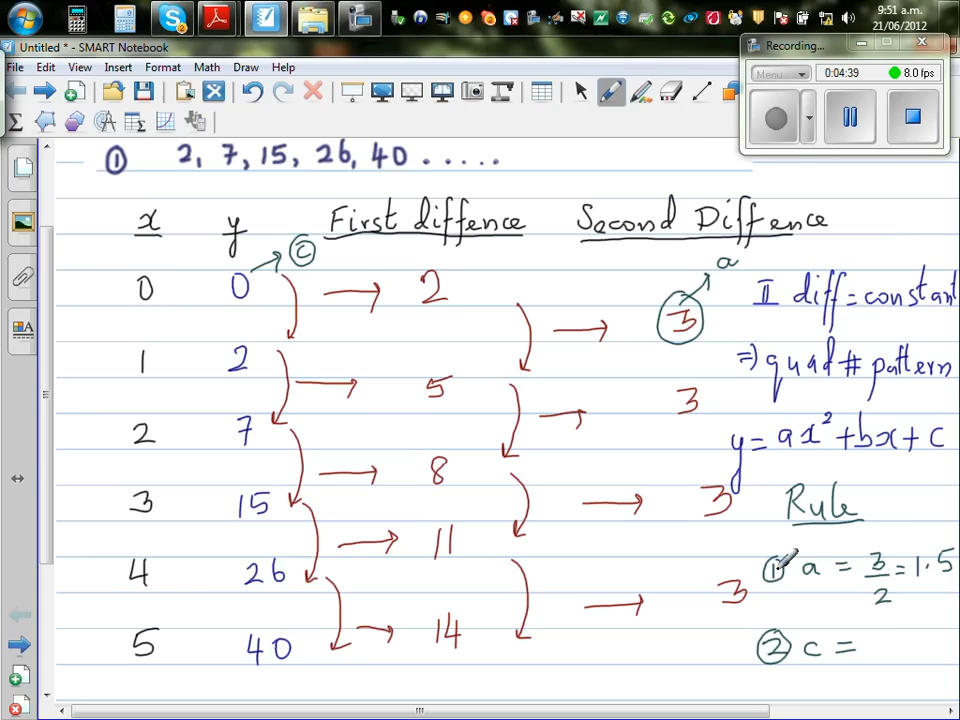 9:51 a.m.
21/06/2012
Untitled * - SMART Notebook
File Edit View Insert Format Math Draw Help
Recording...
Menu 0:04:39 8.0 fps
① 2, 7, 15, 26, 40 . . . . . .
x y First diffence Second Diffence
c a
0 0 → 2 → 3 II diff = constant
1 2 → 5 → 3 ⇒ quad # pattern
2 7 → 8 → 3 y = ax² + bx + c
3 15 → 11 → 3 Rule
4 26 → 14 ① a = 3/2 = 1.5
5 40 ② c =